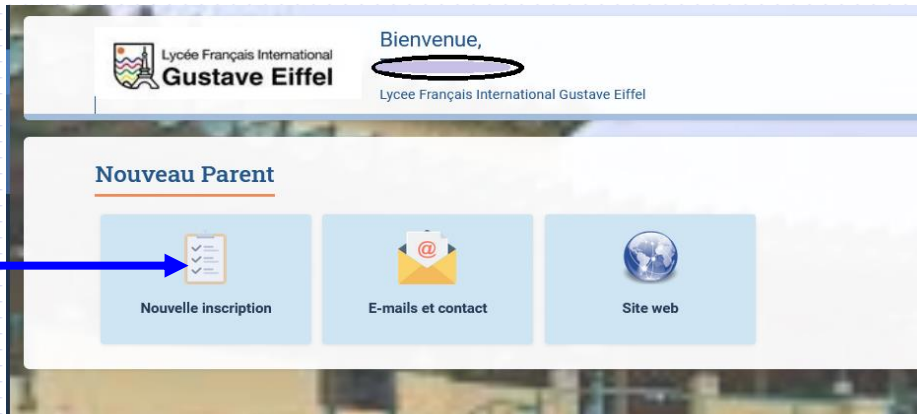 Lycée Français International
Gustave Eiffel
Bienvenue,
Lycee Français International Gustave Eiffel
Nouveau Parent
@
Nouvelle inscription
E-mails et contact
Site web